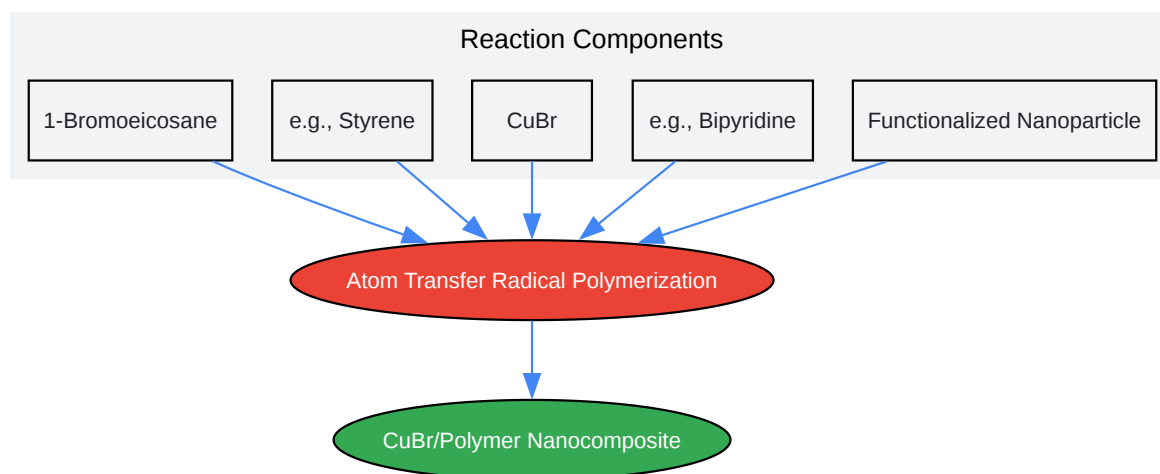 Reaction Components
1-Bromoeicosane
e.g., Styrene
CuBr
e.g., Bipyridine
Functionalized Nanoparticle
Atom Transfer Radical Polymerization
CuBr/Polymer Nanocomposite